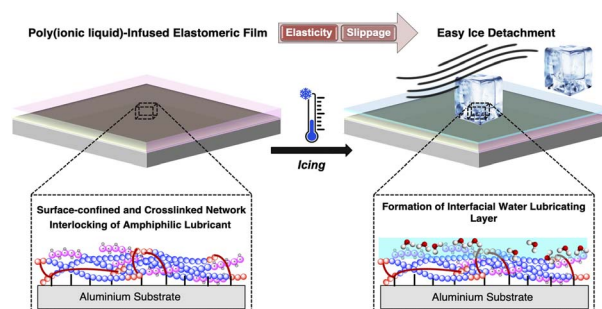 Poly(ionic liquid)-Infused Elastomeric Film
Elasticity
Slippage
Easy Ice Detachment
Icing
Surface-confined and Crosslinked Network
Interlocking of Amphiphilic Lubricant
Aluminium Substrate
Formation of Interfacial Water Lubricating
Layer
Aluminium Substrate